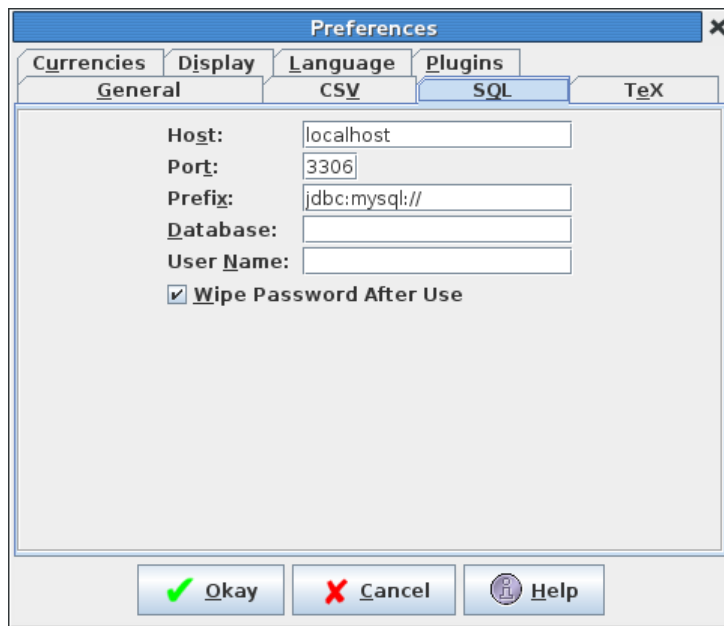 Preferences
Currencies Display Language Plugins
General CSV SQL TeX
Host: localhost
Port: 3306
Prefix: jdbc:mysql://
Database:
User Name:
Wipe Password After Use
Okay Cancel Help